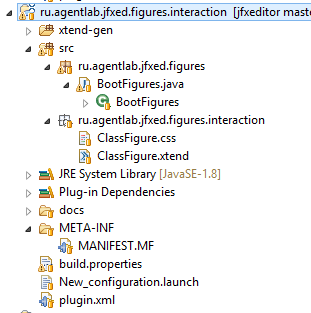 ru.agentlab.jfxed.figures.interaction [jfxeditor mast
xtend-gen
src
ru.agentlab.jfxed.figures
BootFigures.java
BootFigures
ru.agentlab.jfxed.figures.interaction
ClassFigure.css
ClassFigure.xtend
JRE System Library [JavaSE-1.8]
Plug-in Dependencies
docs
META-INF
MANIFEST.MF
build.properties
New_configuration.launch
plugin.xml